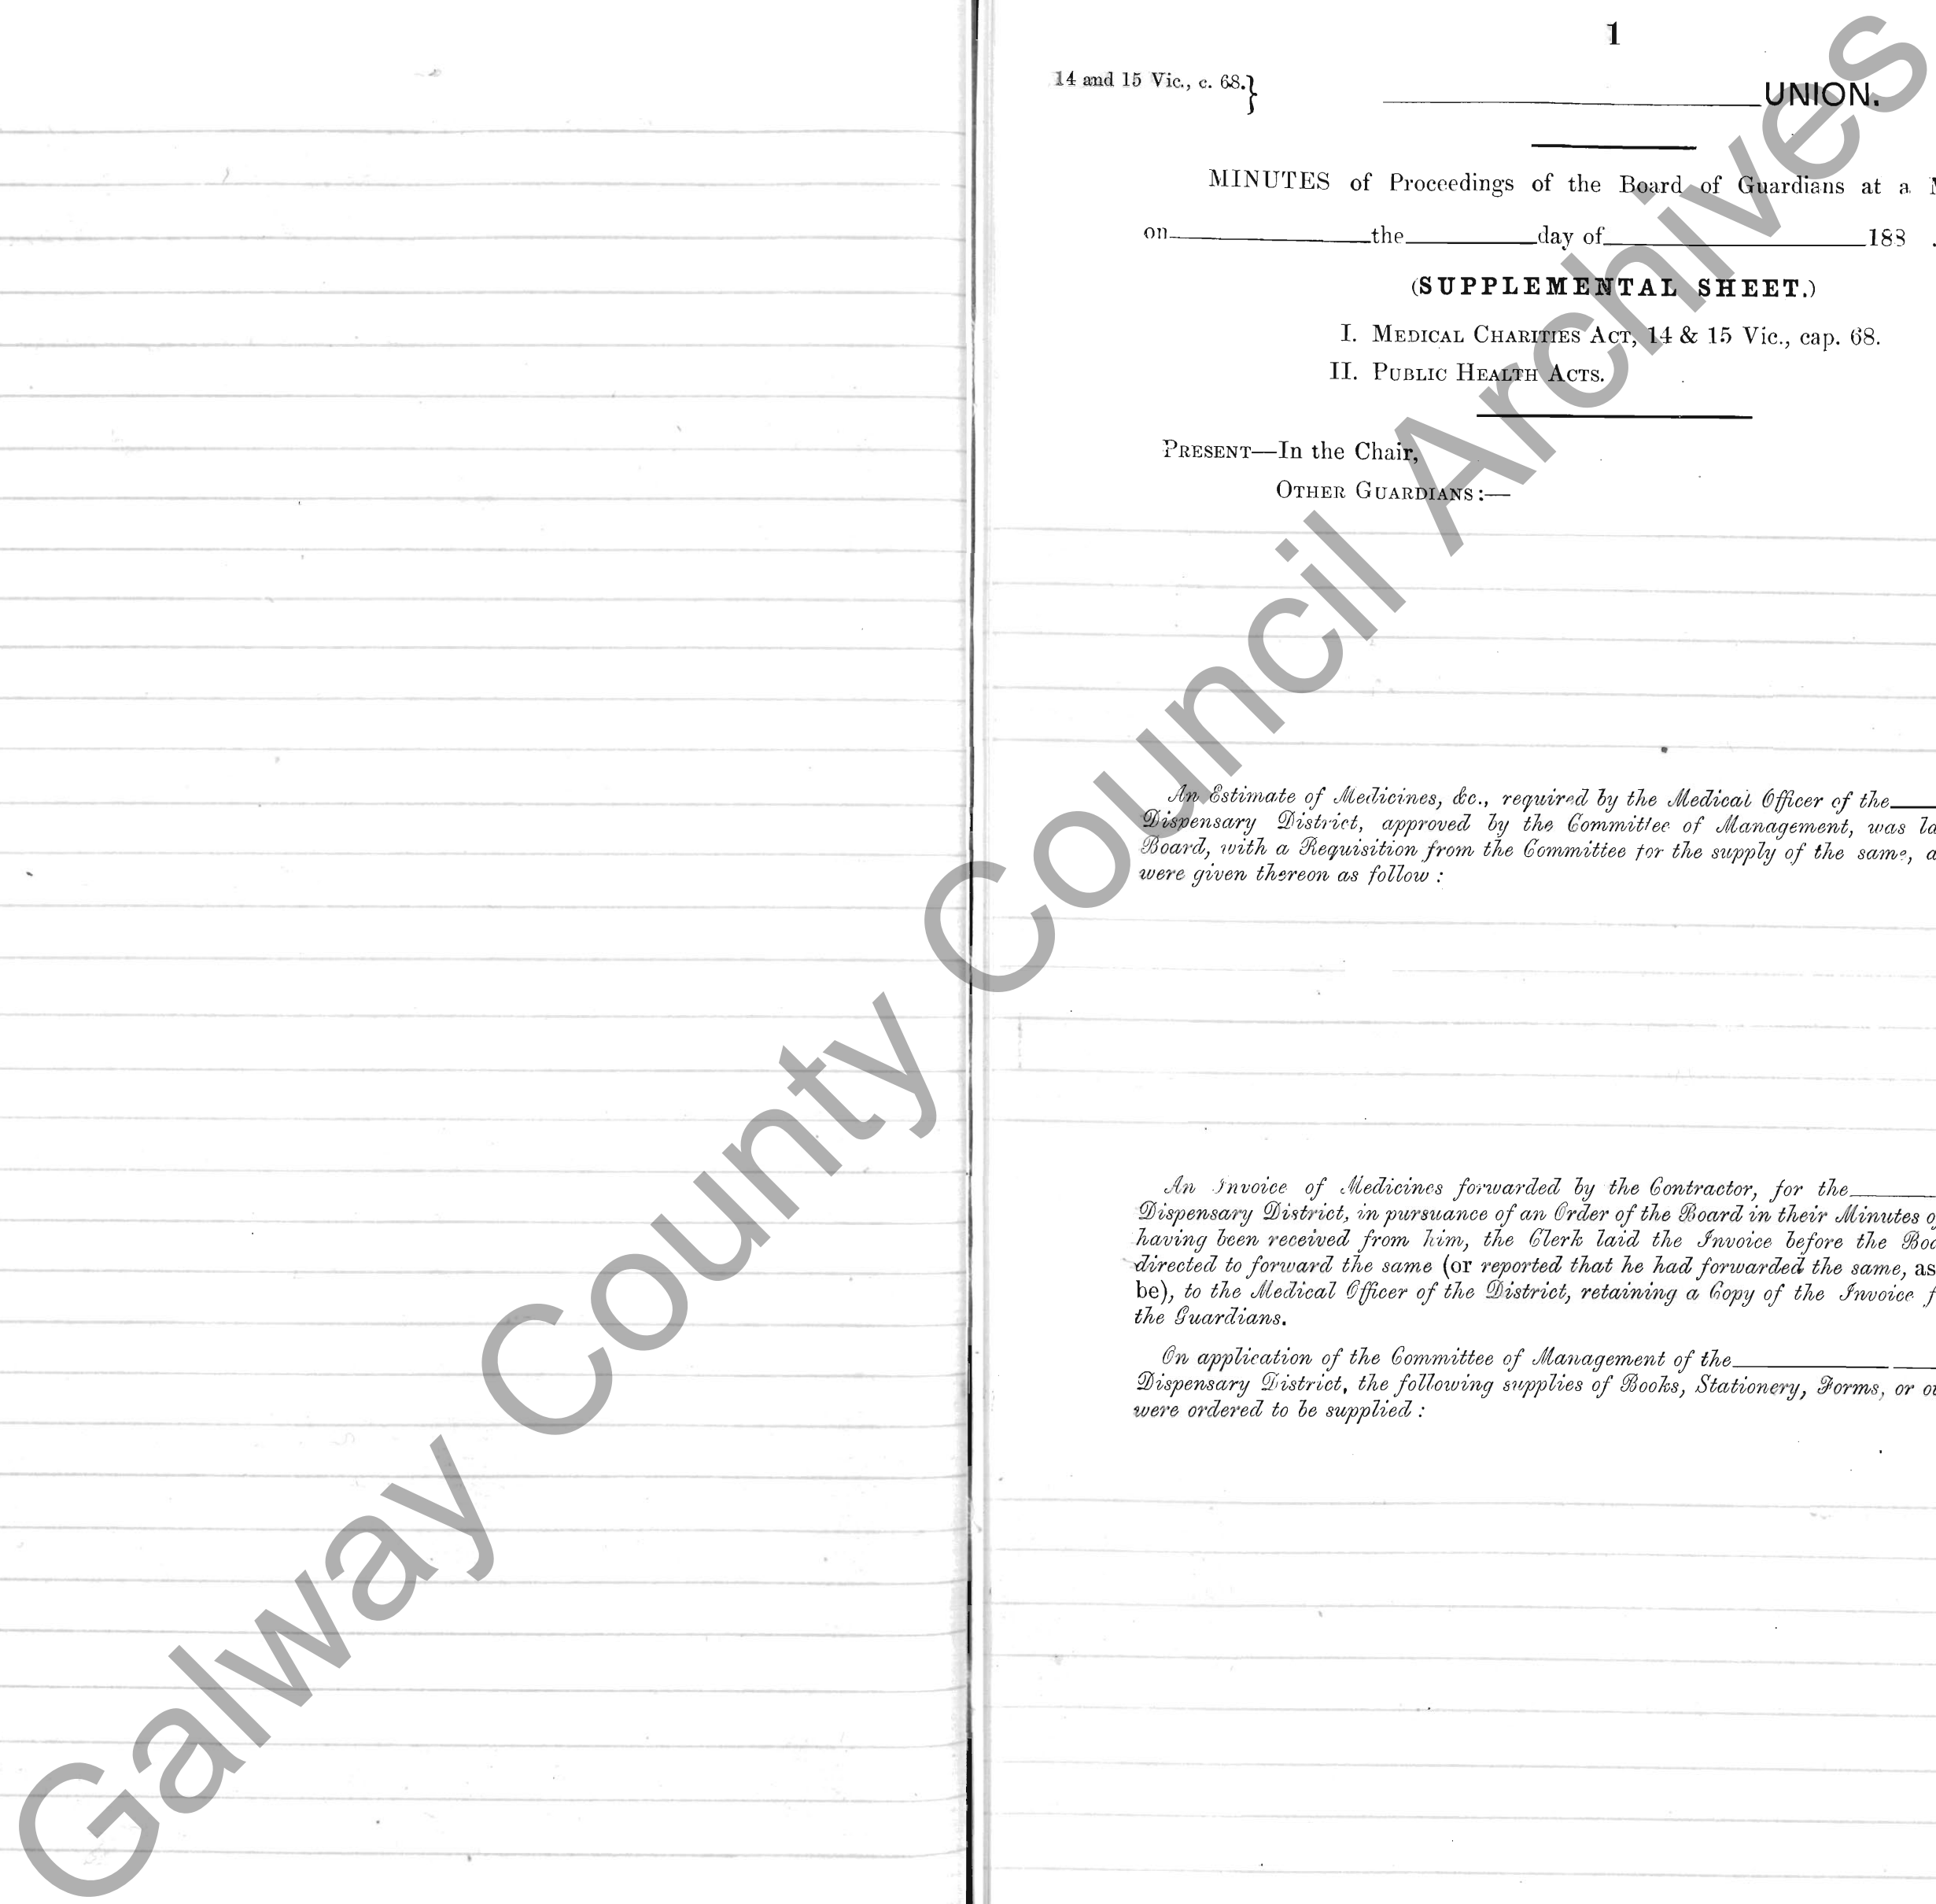 1
14 and 15 Vic., c. 68.}
UNION.
MINUTES of Proceedings of the Board of Guardians at a
on the day of 188 .
(SUPPLEMENTAL SHEET.)
I. MEDICAL CHARITIES ACT, 14 & 15 Vic., cap. 68.
II. PUBLIC HEALTH ACTS.
PRESENT—In the Chair,
OTHER GUARDIANS:—
An Estimate of Medicines, &c., required by the Medical Officer of the
Dispensary District, approved by the Committee of Management, was
Board, with a Requisition from the Committee for the supply of the same,
were given thereon as follow :
An Invoice of Medicines forwarded by the Contractor, for the
Dispensary District, in pursuance of an Order of the Board in their Minutes
having been received from him, the Clerk laid the Invoice before the
directed to forward the same (or reported that he had forwarded the same, as
be), to the Medical Officer of the District, retaining a Copy of the Invoice
the Guardians.
On application of the Committee of Management of the
Dispensary District, the following supplies of Books, Stationery, Forms, or
were ordered to be supplied :
Galway County Council Archives